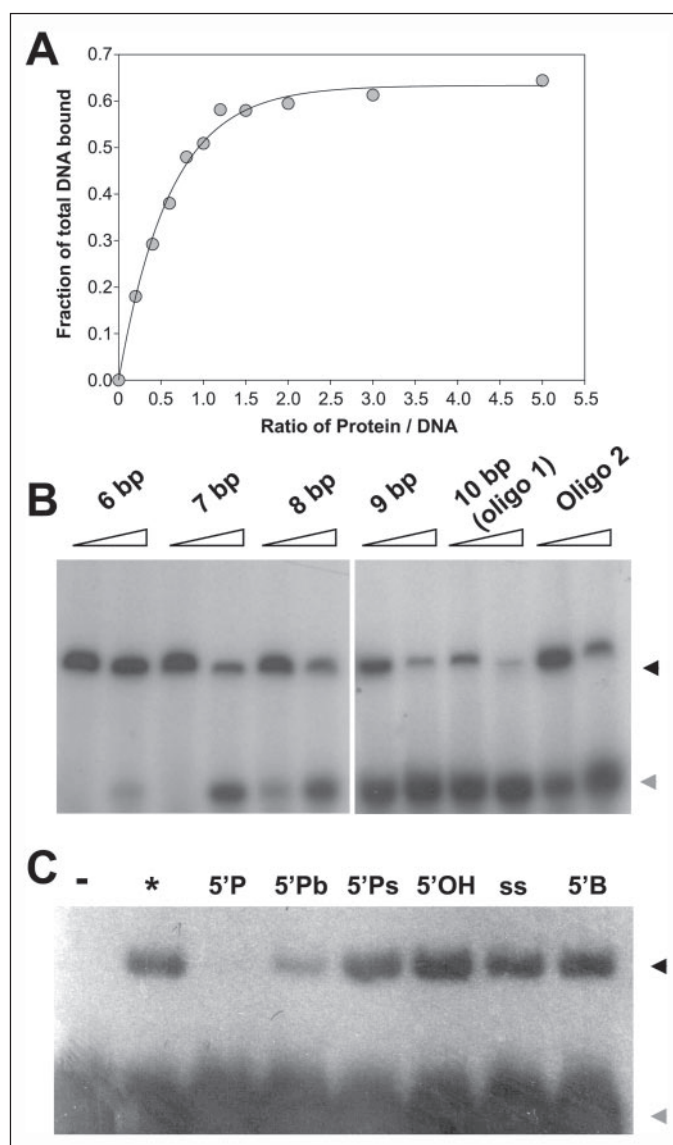 A
0.7
0.6
0.5
0.4
0.3
0.2
0.1
0.0
Fraction of total DNA bound
0 0.5 1.0 1.5 2.0 2.5 3.0 3.5 4.0 4.5 5.0 5.5
Ratio of Protein / DNA
B
6 bp 7 bp 8 bp 9 bp 10 bp (oligo 1) Oligo 2
C
- * 5'P 5'Pb 5'Ps 5'OH ss 5'B